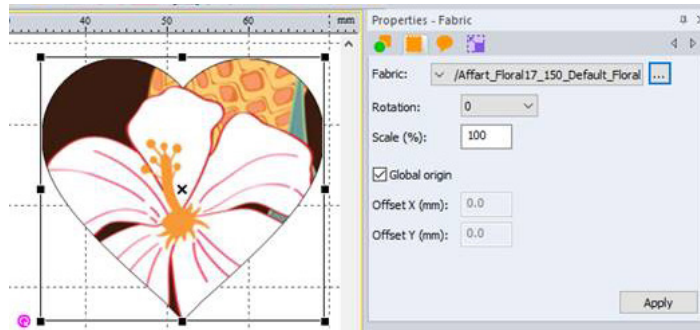 40 50 60 70 mm
Properties - Fabric
Fabric: /Affart_Floral17_150_Default_Floral ...
Rotation: 0
Scale (%): 100
Global origin
Offset X (mm): 0.0
Offset Y (mm): 0.0
Apply